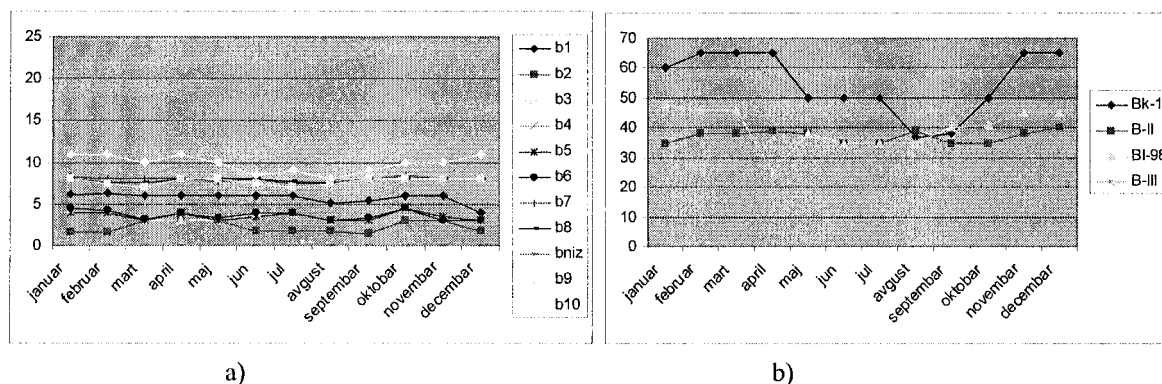 25
20
15
10
5
0
januar
februar
mart
april
maj
jun
jul
avgust
septembar
oktobar
novembar
decembar
b1
b2
b3
b4
b5
b6
b7
b8
bniz
b9
b10
a)
70
60
50
40
30
20
10
0
januar
februar
mart
april
maj
jun
jul
avgust
septembar
oktobar
novembar
decembar
Bk-1
B-II
BI-98
B-III
b)